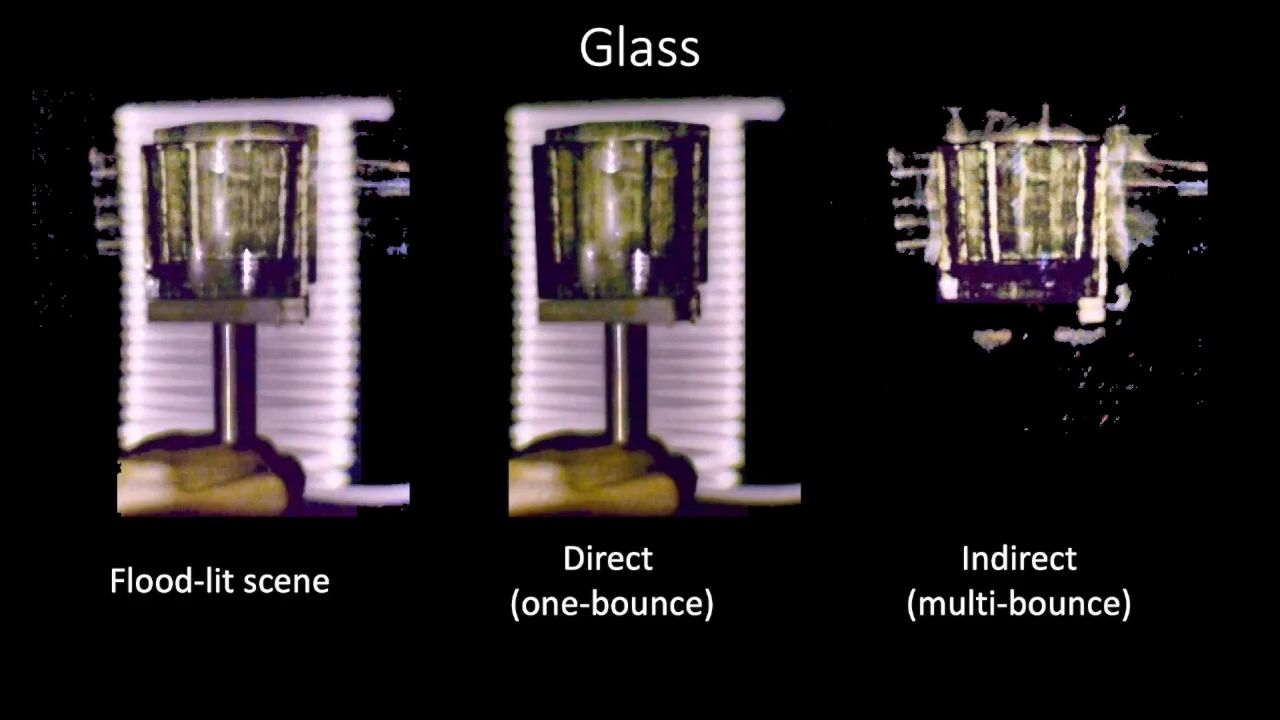 Glass
Flood-lit scene
Direct
(one-bounce)
Indirect
(multi-bounce)